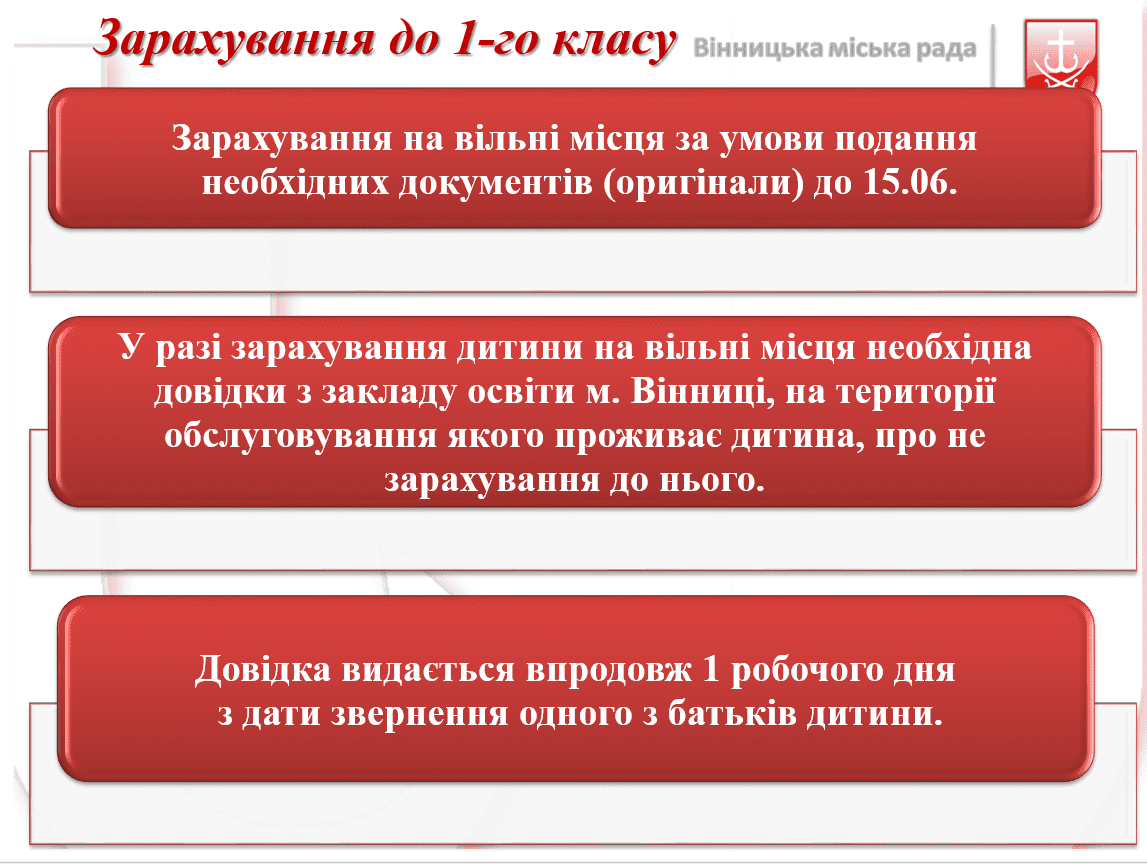 Зарахування до 1-го класу
Вінницька міська рада
Зарахування на вільні місця за умови подання
необхідних документів (оригінали) до 15.06.
У разі зарахування дитини на вільні місця необхідна
довідки з закладу освіти м. Вінниці, на території
обслуговування якого проживає дитина, про не
зарахування до нього.
Довідка видається впродовж 1 робочого дня
з дати звернення одного з батьків дитини.